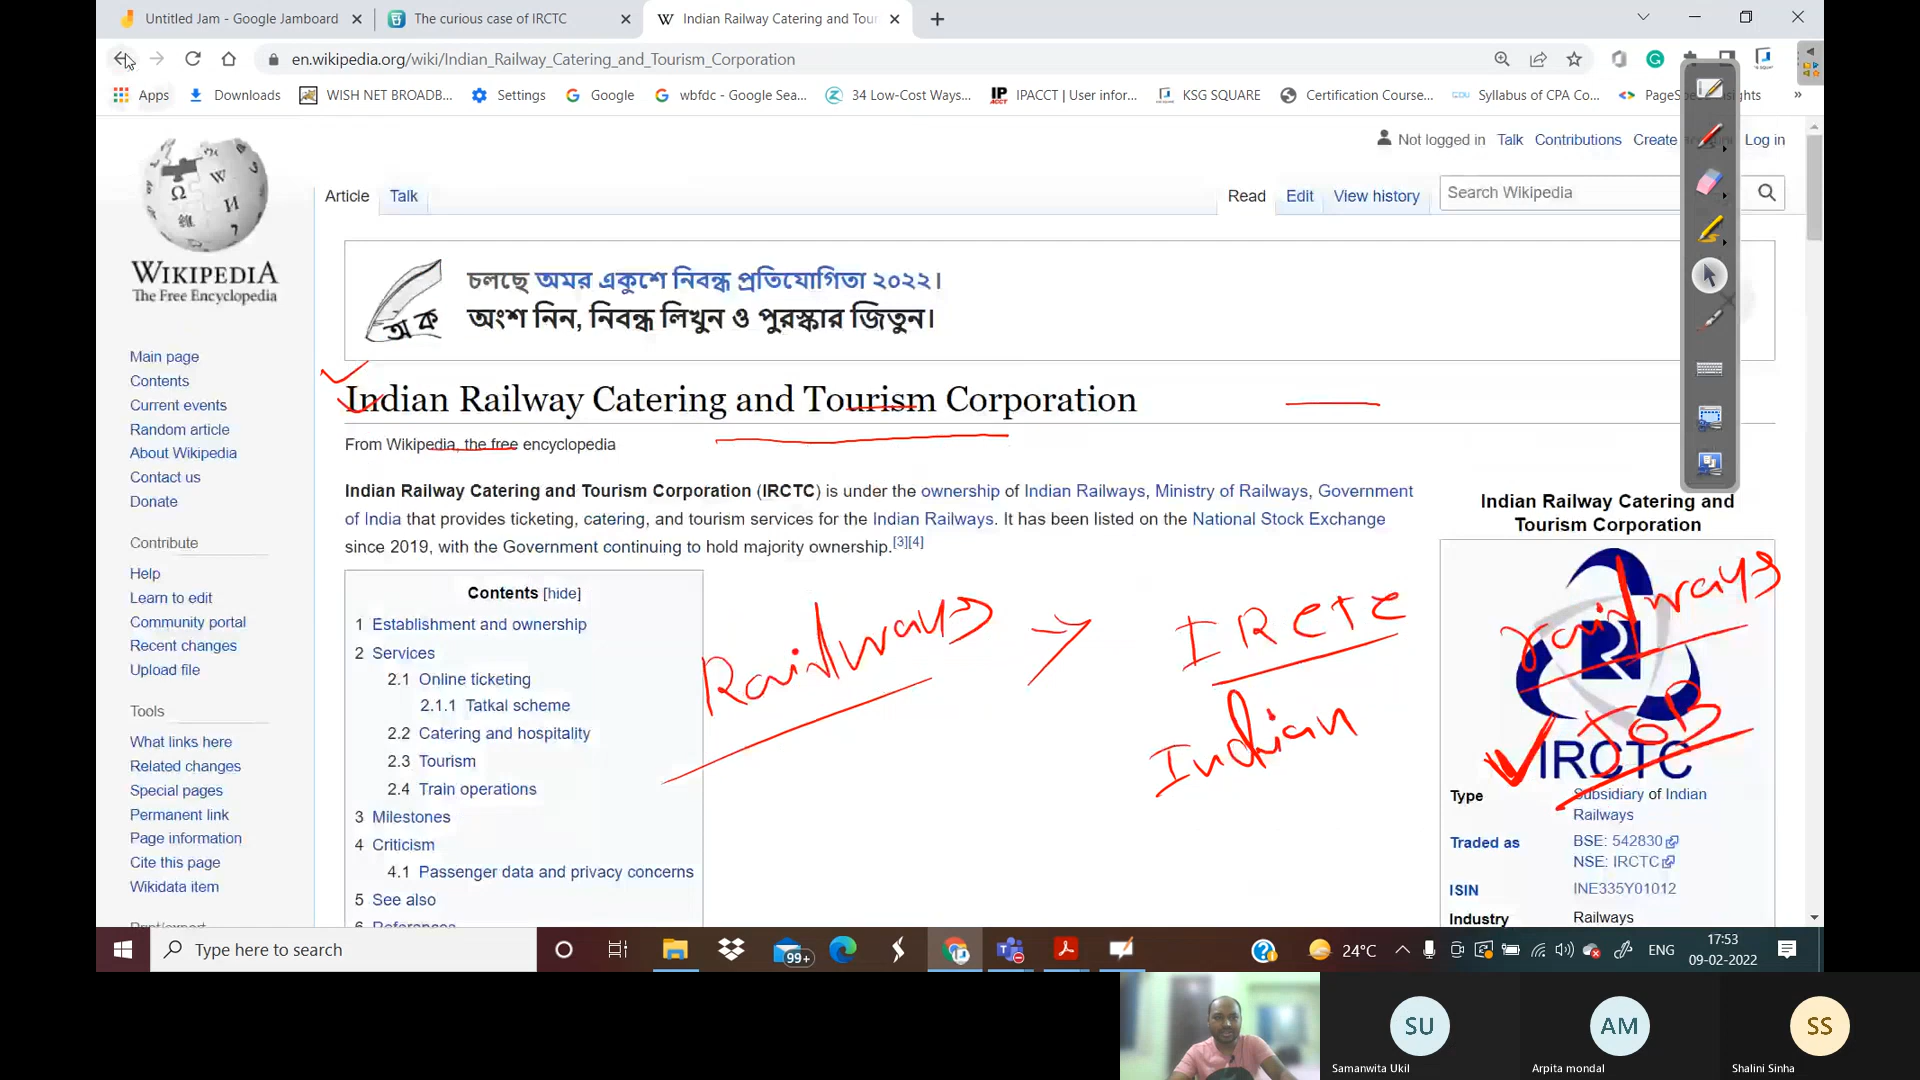 Untitled Jam - Google Jamboard
The curious case of IRCTC
Indian Railway Catering and Tour
en.wikipedia.org/wiki/Indian_Railway_Catering_and_Tourism_Corporation
Apps
Downloads
WISH NET BROADB...
Settings
Google
wbfdc - Google Sea...
34 Low-Cost Ways...
IPACCT | User infor...
KSG SQUARE
Certification Course...
Syllabus of CPA Co...
Not logged in
Talk
Contributions
Log in
Article
Talk
Read
Edit
View history
Search Wikipedia
WIKIPEDIA
The Free Encyclopedia
চলছে অমর একুশে নিবন্ধ প্রতিযোগিতা ২০২২।
অংশ নিন, নিবন্ধ লিখুন ও পুরস্কার জিতুন।
অ ক
Main page
Contents
Current events
Random article
About Wikipedia
Contact us
Donate
Contribute
Help
Learn to edit
Community portal
Recent changes
Upload file
Tools
What links here
Related changes
Special pages
Permanent link
Page information
Cite this page
Wikidata item
Print/export
Indian Railway Catering and Tourism Corporation
From Wikipedia, the free encyclopedia
Indian Railway Catering and Tourism Corporation (IRCTC) is under the ownership of Indian Railways, Ministry of Railways, Government
of India that provides ticketing, catering, and tourism services for the Indian Railways. It has been listed on the National Stock Exchange
since 2019, with the Government continuing to hold majority ownership.[3][4]
Contents [hide]
1 Establishment and ownership
2 Services
2.1 Online ticketing
2.1.1 Tatkal scheme
2.2 Catering and hospitality
2.3 Tourism
2.4 Train operations
3 Milestones
4 Criticism
4.1 Passenger data and privacy concerns
5 See also
6 References
Railways → IRCTC
Indian
Indian Railway Catering and
Tourism Corporation
railways
JOB
IRCTC
Type Subsidiary of Indian
Railways
Traded as BSE: 542830
NSE: IRCTC
ISIN INE335Y01012
Industry Railways
Type here to search
99+
24°C
ENG
17:53
09-02-2022
SU
AM
SS
Samanwita Ukil
Arpita mondal
Shalini Sinha